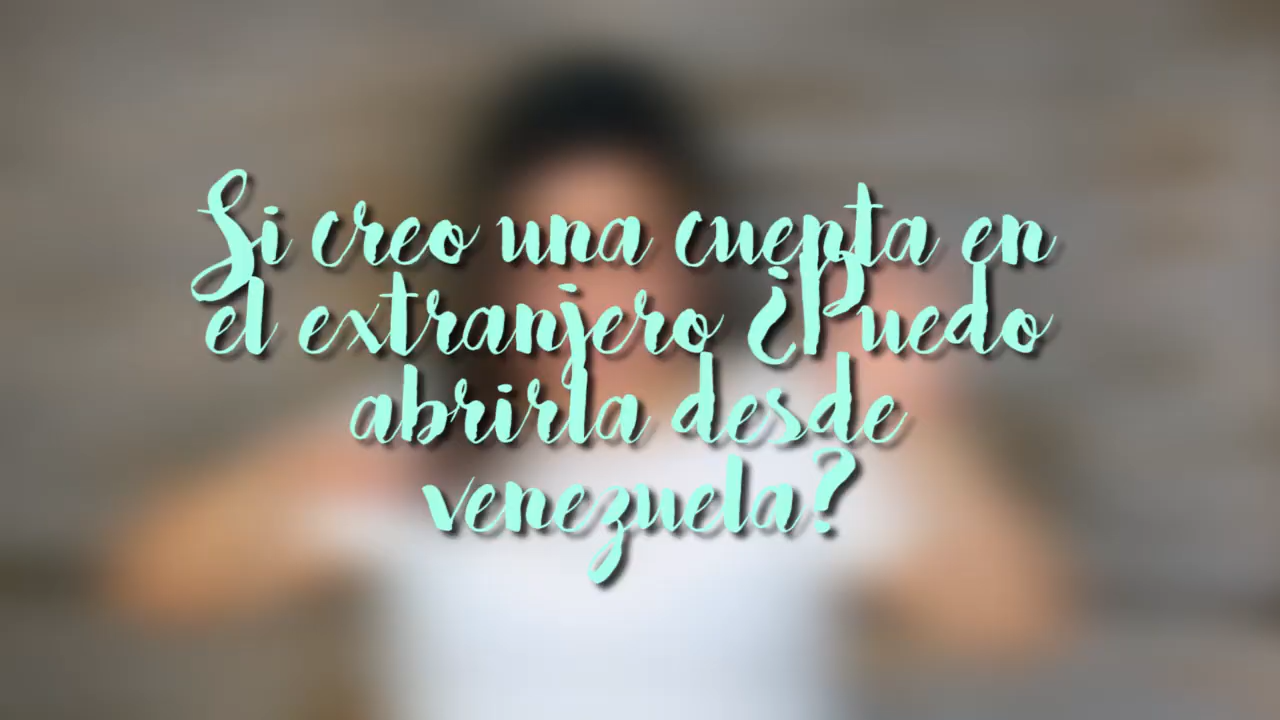 Si creo una cuenta en
el extranjero ¿Puedo
abrirla desde
venezuela?